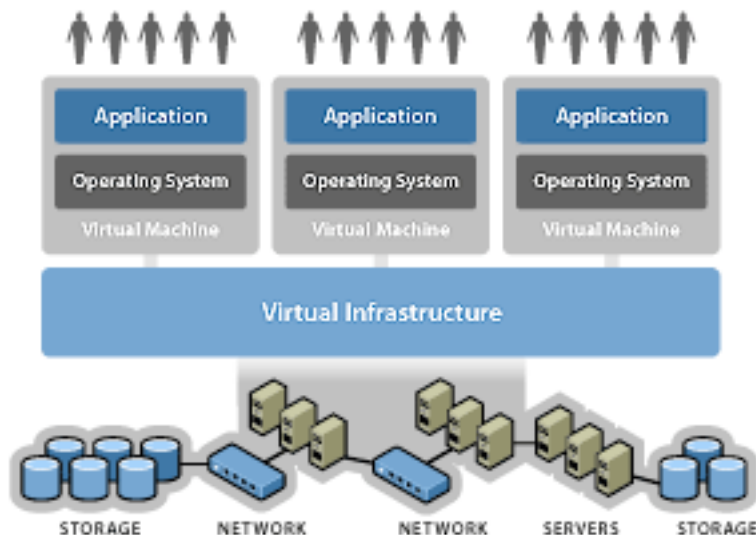 Application
Application
Application
Operating System
Operating System
Operating System
Virtual Machine
Virtual Machine
Virtual Machine
Virtual Infrastructure
STORAGE
NETWORK
NETWORK
SERVERS
STORAGE